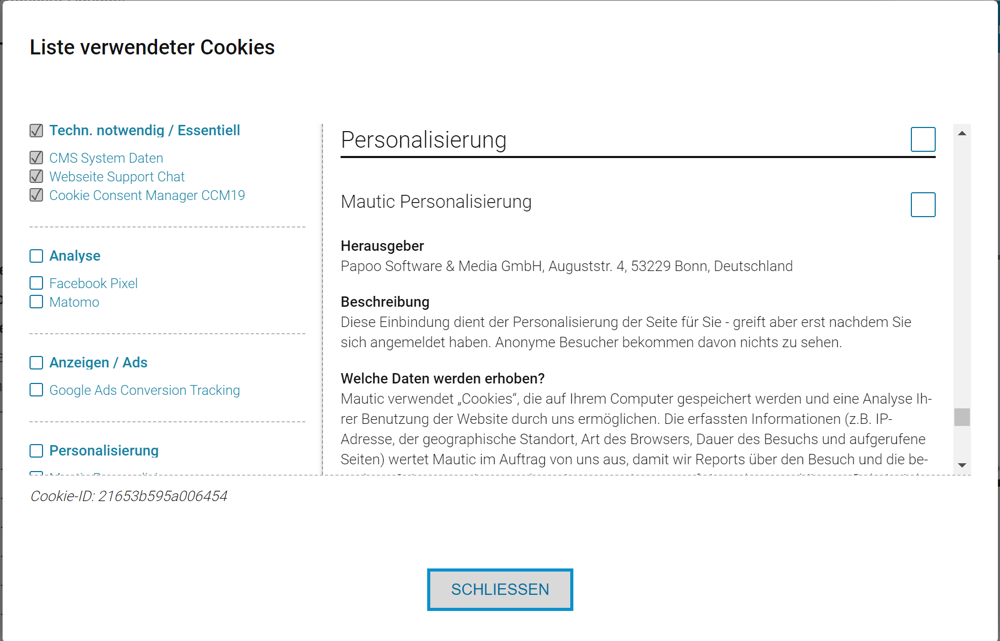 Liste verwendeter Cookies
Techn. notwendig / Essentiell
CMS System Daten
Webseite Support Chat
Cookie Consent Manager CCM19
Analyse
Facebook Pixel
Matomo
Anzeigen / Ads
Google Ads Conversion Tracking
Personalisierung
Personalisierung
Mautic Personalisierung
Herausgeber
Papoo Software & Media GmbH, Auguststr. 4, 53229 Bonn, Deutschland
Beschreibung
Diese Einbindung dient der Personalisierung der Seite für Sie - greift aber erst nachdem Sie
sich angemeldet haben. Anonyme Besucher bekommen davon nichts zu sehen.
Welche Daten werden erhoben?
Mautic verwendet „Cookies“, die auf Ihrem Computer gespeichert werden und eine Analyse Ih-
rer Benutzung der Website durch uns ermöglichen. Die erfassten Informationen (z.B. IP-
Adresse, der geographische Standort, Art des Browsers, Dauer des Besuchs und aufgerufene
Seiten) wertet Mautic im Auftrag von uns aus, damit wir Reports über den Besuch und die be-
Cookie-ID: 21653b595a006454
SCHLIESSEN